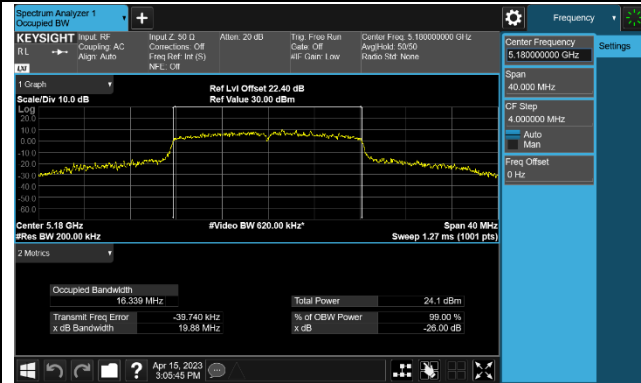 Spectrum Analyzer 1
Occupied BW
+
Frequency
KEYSIGHT
Input: RF
Input Z: 50 Ω
Atten: 20 dB
Trig: Free Run
Center Freq: 5.180000000 GHz
RL
Coupling: AC
Corrections: Off
Gate: Off
Avg|Hold: 50/50
Align: Auto
Freq Ref: Int (S)
#IF Gain: Low
Radio Std: None
NFE: Off
LXI
1 Graph
Ref Lvl Offset 22.40 dB
Scale/Div 10.0 dB
Ref Value 30.00 dBm
Log
20.0
10.0
0.00
-10.0
-20.0
-30.0
-40.0
-50.0
-60.0
Center 5.18 GHz
#Video BW 620.00 kHz*
Span 40 MHz
#Res BW 200.00 kHz
Sweep 1.27 ms (1001 pts)
2 Metrics
Occupied Bandwidth
16.339 MHz
Total Power
24.1 dBm
Transmit Freq Error
-39.740 kHz
% of OBW Power
99.00 %
x dB Bandwidth
19.88 MHz
x dB
-26.00 dB
Center Frequency
5.180000000 GHz
Settings
Span
40.000 MHz
CF Step
4.000000 MHz
Auto
Man
Freq Offset
0 Hz
?
Apr 15, 2023
3:05:45 PM